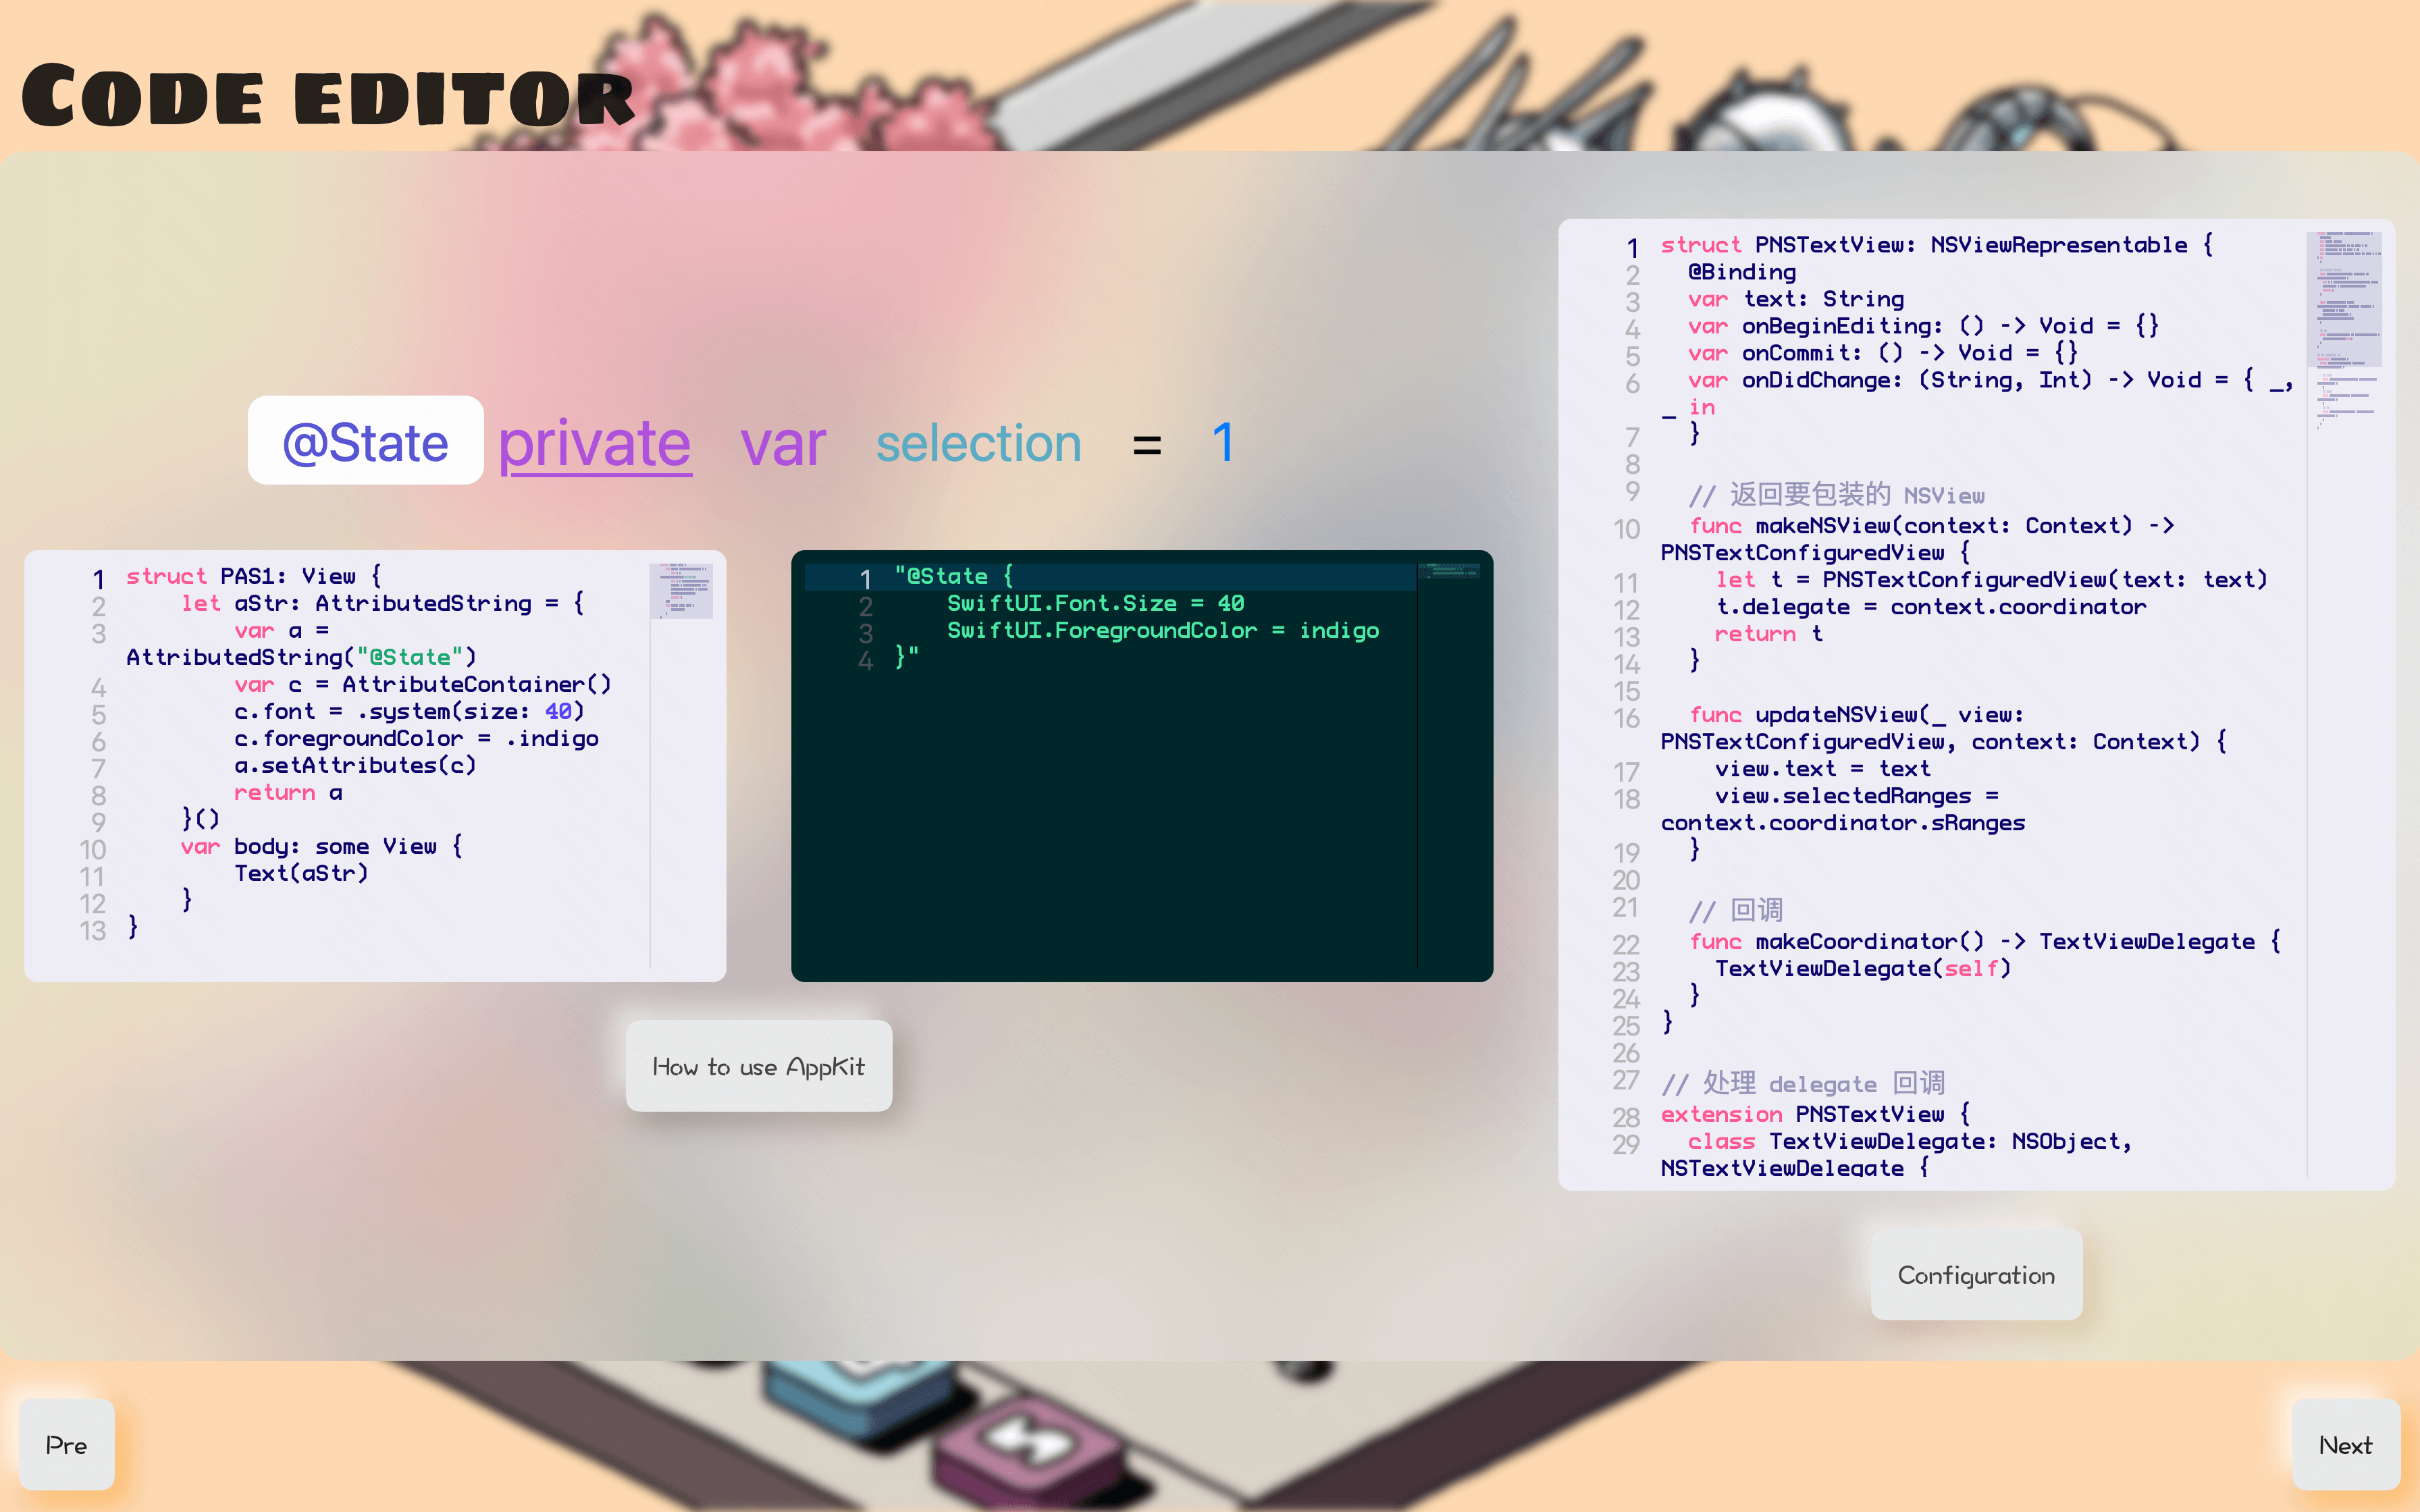 CODE EDITOR
@State private var selection = 1
1 struct PAS1: View {
2 let aStr: AttributedString = {
3 var a =
AttributedString("@State")
4 var c = AttributeContainer()
5 c.font = .system(size: 40)
6 c.foregroundColor = .indigo
7 a.setAttributes(c)
8 return a
9 }()
10 var body: some View {
11 Text(aStr)
12 }
13 }
1 "@State {
2 SwiftUI.Font.Size = 40
3 SwiftUI.ForegroundColor = indigo
4 }"
How to use AppKit
1 struct PNSTextView: NSViewRepresentable {
2 @Binding
3 var text: String
4 var onBeginEditing: () -> Void = {}
5 var onCommit: () -> Void = {}
6 var onDidChange: (String, Int) -> Void = { _,
_ in
7 }
8
9 // 返回要包装的 NSView
10 func makeNSView(context: Context) ->
PNSTextConfiguredView {
11 let t = PNSTextConfiguredView(text: text)
12 t.delegate = context.coordinator
13 return t
14 }
15
16 func updateNSView(_ view:
PNSTextConfiguredView, context: Context) {
17 view.text = text
18 view.selectedRanges =
context.coordinator.sRanges
19 }
20
21 // 回调
22 func makeCoordinator() -> TextViewDelegate {
23 TextViewDelegate(self)
24 }
25 }
26
27 // 处理 delegate 回调
28 extension PNSTextView {
29 class TextViewDelegate: NSObject,
NSTextViewDelegate {
Configuration
Pre
Next